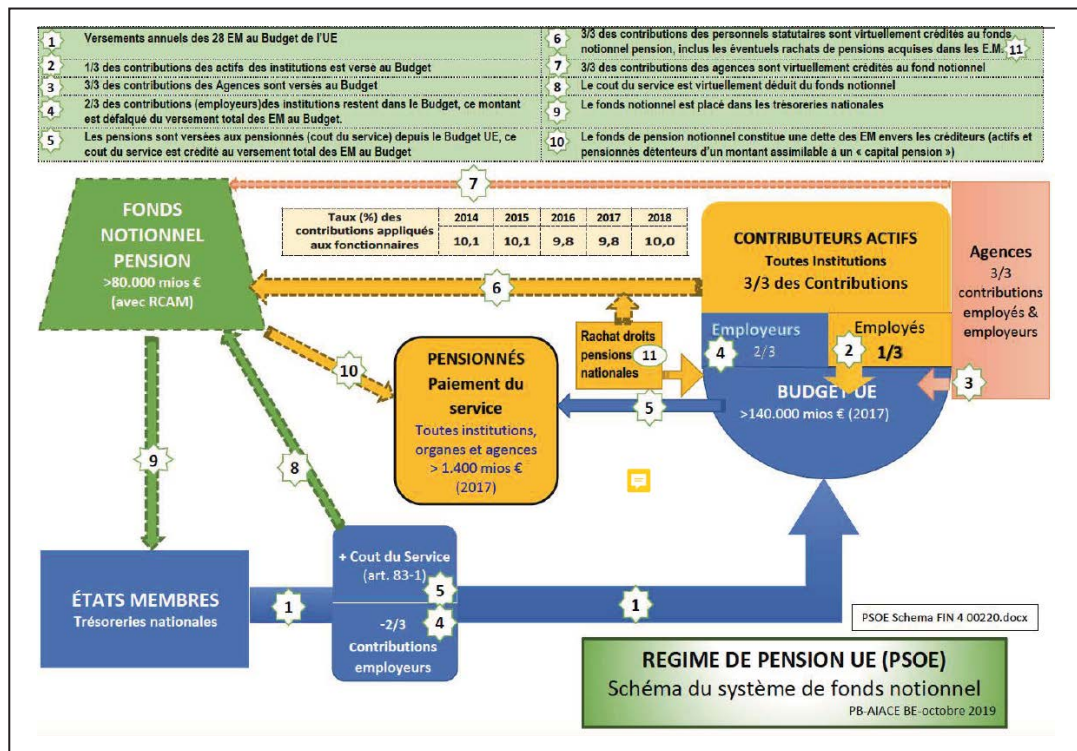 1 Versements annuels des 28 EM au Budget de l'UE
2 1/3 des contributions des actifs des institutions est versé au Budget
3 3/3 des contributions des Agences sont versés au Budget
4 2/3 des contributions (employeurs)des institutions restent dans le Budget, ce montant
est défalqué du versement total des EM au Budget.
5 Les pensions sont versées aux pensionnés (cout du service) depuis le Budget UE, ce
cout du service est crédité au versement total des EM au Budget
6 3/3 des contributions des personnels statutaires sont virtuellement crédités au fonds
notionnel pension, inclus les éventuels rachats de pensions acquises dans les E.M. 11
7 3/3 des contributions des agences sont virtuellement crédités au fond notionnel
8 Le cout du service est virtuellement déduit du fonds notionnel
9 Le fonds notionnel est placé dans les trésoreries nationales
10 Le fonds de pension notionnel constitue une dette des EM envers les créditeurs (actifs et
pensionnés détenteurs d'un montant assimilable à un « capital pension »)
7
FONDS
NOTIONNEL
PENSION
>80.000 mios €
(avec RCAM)
Taux (%) des
contributions appliqués
aux fonctionnaires
2014 2015 2016 2017 2018
10,1 10,1 9,8 9,8 10,0
CONTRIBUTEURS ACTIFS
Toutes Institutions
3/3 des Contributions
Agences
3/3
contributions
employés &
employeurs
6
Employeurs
4 2/3
Employés
2 1/3
Rachat droits
pensions 11
nationales
10
PENSIONNÉS
Paiement du
service
Toutes institutions,
organes et agences
> 1.400 mios €
(2017)
5
BUDGET UE
>140.000 mios € (2017)
3
9
8
ÉTATS MEMBRES
Trésoreries nationales
1
+ Cout du Service
(art. 83-1)
5
4
-2/3
Contributions
employeurs
1
PSOE Schema FIN 4 00220.docx
REGIME DE PENSION UE (PSOE)
Schéma du système de fonds notionnel
PB-AIACE BE-octobre 2019